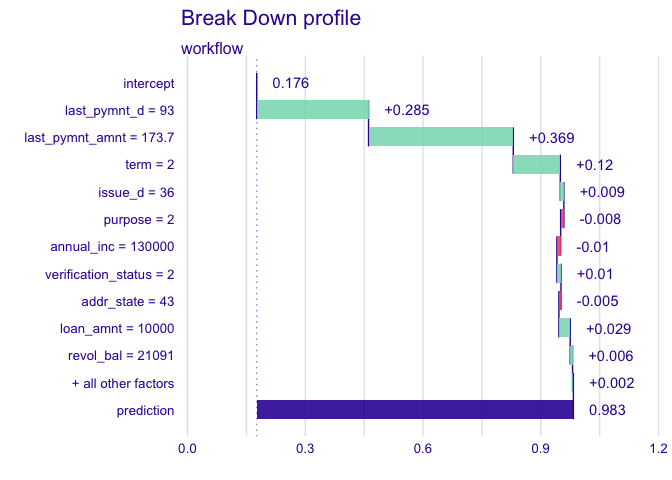 Break Down profile
workflow
intercept 0.176
last_pymnt_d = 93 +0.285
last_pymnt_amnt = 173.7 +0.369
term = 2 +0.12
issue_d = 36 +0.009
purpose = 2 -0.008
annual_inc = 130000 -0.01
verification_status = 2 +0.01
addr_state = 43 -0.005
loan_amnt = 10000 +0.029
revol_bal = 21091 +0.006
+ all other factors +0.002
prediction 0.983
0.0 0.3 0.6 0.9 1.2